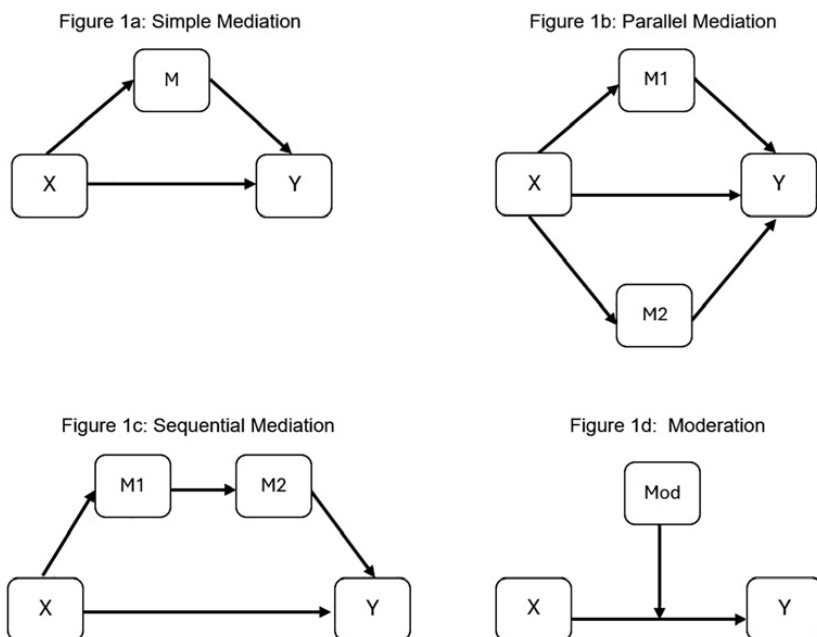 Figure 1a: Simple Mediation
M
X
Y
Figure 1b: Parallel Mediation
M1
X
Y
M2
Figure 1c: Sequential Mediation
M1
M2
X
Y
Figure 1d: Moderation
Mod
X
Y